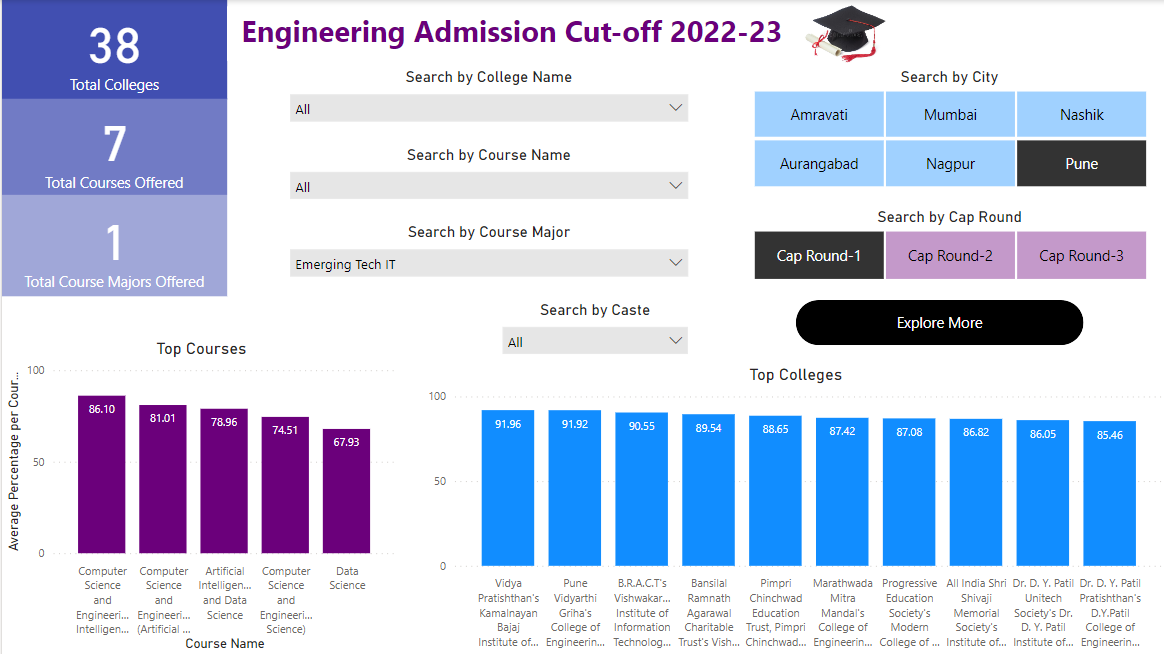 38
Total Colleges
7
Total Courses Offered
1
Total Course Majors Offered
Engineering Admission Cut-off 2022-23
Search by College Name
All
Search by Course Name
All
Search by Course Major
Emerging Tech IT
Search by Caste
All
Search by City
Amravati Mumbai Nashik
Aurangabad Nagpur Pune
Search by Cap Round
Cap Round-1 Cap Round-2 Cap Round-3
Explore More
Top Courses
Average Percentage per Cour...
100
50
0
86.10 81.01 78.96 74.51 67.93
Computer
Science
and
Engineeri...
Intelligen...
Computer
Science
and
Engineeri...
(Artificial ...
Artificial
Intelligen...
and Data
Science
Computer
Science
and
Engineeri...
Science)
Data
Science
Course Name
Top Colleges
100
50
0
91.96 91.92 90.55 89.54 88.65 87.42 87.08 86.82 86.05 85.46
Vidya
Pratishthan's
Kamalnayan
Bajaj
Institute of...
Pune
Vidyarthi
Griha's
College of
Engineerin...
B.R.A.C.T's
Vishwakar...
Institute of
Information
Technolog...
Bansilal
Ramnath
Agarawal
Charitable
Trust's Vish...
Pimpri
Chinchwad
Education
Trust, Pimpri
Chinchwad...
Marathwada
Mitra
Mandal's
College of
Engineerin...
Progressive
Education
Society's
Modern
College of ...
All India Shri
Shivaji
Memorial
Society's
Institute of...
Dr. D. Y. Patil
Unitech
Society's Dr.
D. Y. Patil
Institute of...
Dr. D. Y. Patil
Pratishthan's
D.Y.Patil
College of
Engineerin...